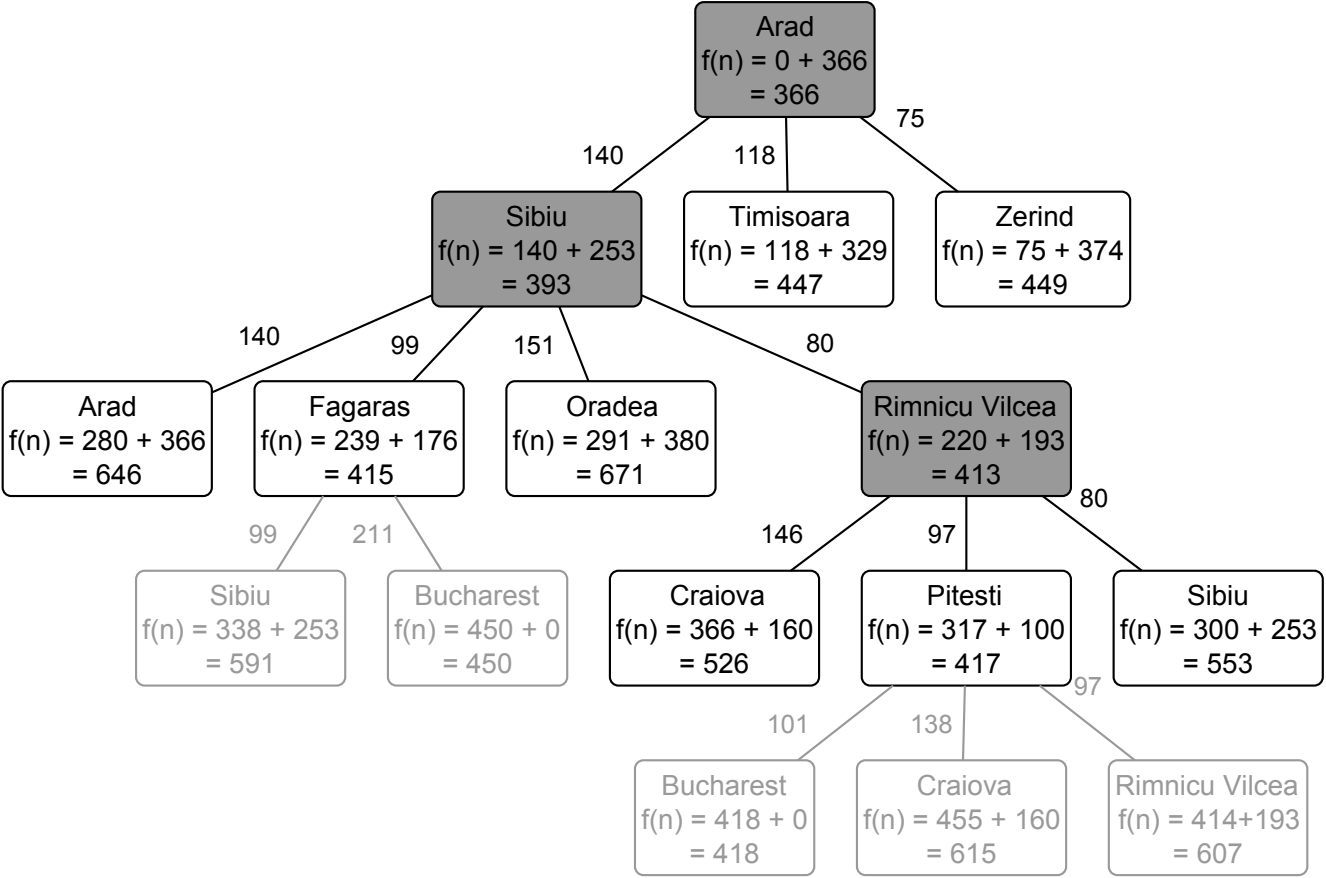 Arad
f(n) = 0 + 366
= 366
75
140
118
Sibiu
f(n) = 140 + 253
= 393
Timisoara
f(n) = 118 + 329
= 447
Zerind
f(n) = 75 + 374
= 449
140
99
151
80
Arad
f(n) = 280 + 366
= 646
Fagaras
f(n) = 239 + 176
= 415
Oradea
f(n) = 291 + 380
= 671
Rimnicu Vilcea
f(n) = 220 + 193
= 413
99
211
146
97
80
Sibiu
f(n) = 338 + 253
= 591
Bucharest
f(n) = 450 + 0
= 450
Craiova
f(n) = 366 + 160
= 526
Pitesti
f(n) = 317 + 100
= 417
Sibiu
f(n) = 300 + 253
= 553
101
138
97
Bucharest
f(n) = 418 + 0
= 418
Craiova
f(n) = 455 + 160
= 615
Rimnicu Vilcea
f(n) = 414+193
= 607